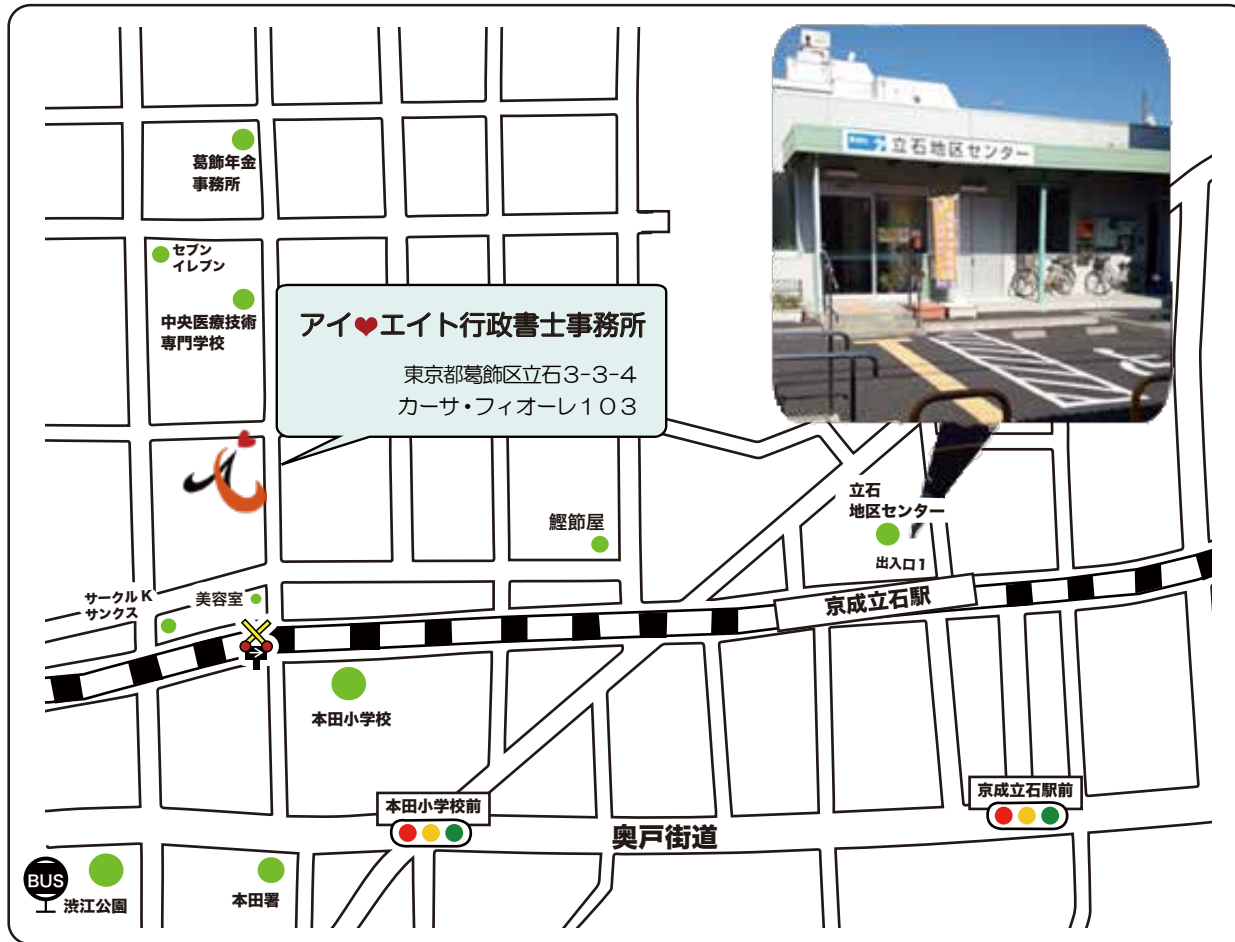 立石地区センター
葛飾年金
事務所
セブン
イレブン
中央医療技術
専門学校
アイ♥エイト行政書士事務所
東京都葛飾区立石3-3-4
カーサ・フィオーレ103
立石
地区センター
出入口1
鰹節屋
サークルK
サンクス
美容室
京成立石駅
本田小学校
本田小学校前
京成立石駅前
奥戸街道
BUS
渋江公園
本田署